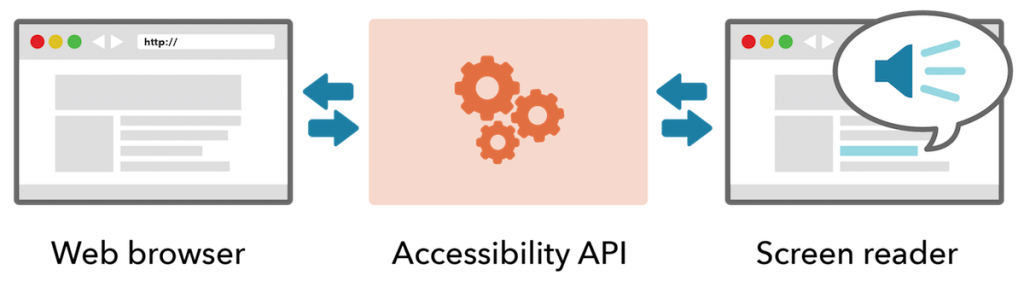 http://
Web browser
Accessibility API
Screen reader